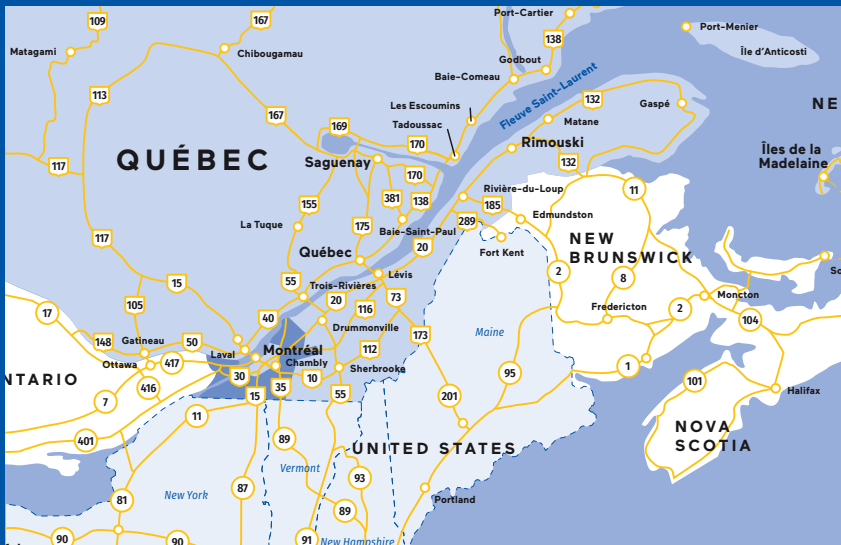 109
167
Port-Cartier
138
Port-Menier
Île d'Anticosti
Matagami
Chibougamau
Godbout
Baie-Comeau
113
167
Les Escoumins
Tadoussac
Fleuve Saint-Laurent
132
Matane
Gaspé
NE
169
170
Rimouski
117
QUÉBEC
Saguenay
170
132
Îles de la
Madelaine
155
381
138
Rivière-du-Loup
185
11
La Tuque
175
Baie-Saint-Paul
289
Edmundston
117
Québec
20
Fort Kent
NEW
BRUNSWICK
15
55
Lévis
2
8
So
105
Trois-Rivières
20
73
Moncton
17
40
116
Fredericton
2
104
148
Gatineau
50
Drummonville
173
Maine
Laval
Montréal
112
Ottawa
417
Chambly
Sherbrooke
1
NTARIO
416
30
35
10
95
101
7
15
55
201
Halifax
11
NOVA
SCOTIA
401
89
UNITED STATES
Vermont
93
81
New York
87
Portland
89
90
90
91
New Hampshire